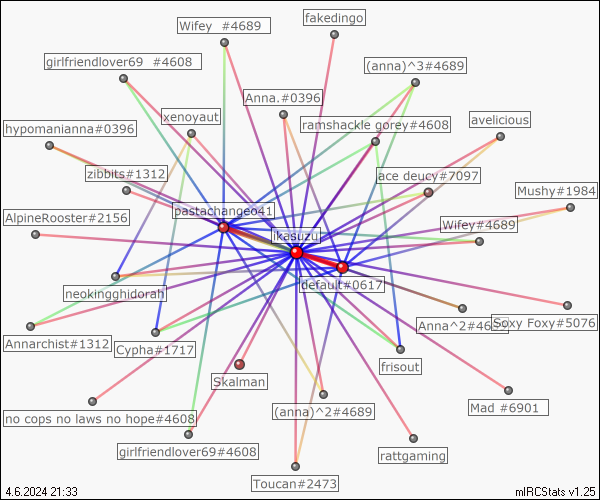 fakedingo
Wifey  #4689
girlfriendlover69  #4608
(anna)^3#4689
Anna.#0396
xenoyaut
ramshackle gorey#4608
avelicious
hypomanianna#0396
zibbits#1312
ace deucy#7097
Mushy#1984
AlpineRooster#2156
pastachangeo41
Wifey#4689
ikasuzu
default#0617
neokingghidorah
Annarchist#1312
Cypha#1717
Anna^2#46
Soxy Foxy#5076
frisout
Skalman
(anna)^2#4689
Mad #6901
no cops no laws no hope#4608
girlfriendlover69#4608
rattgaming
Toucan#2473
4.6.2024 21:33
mIRCStats v1.25